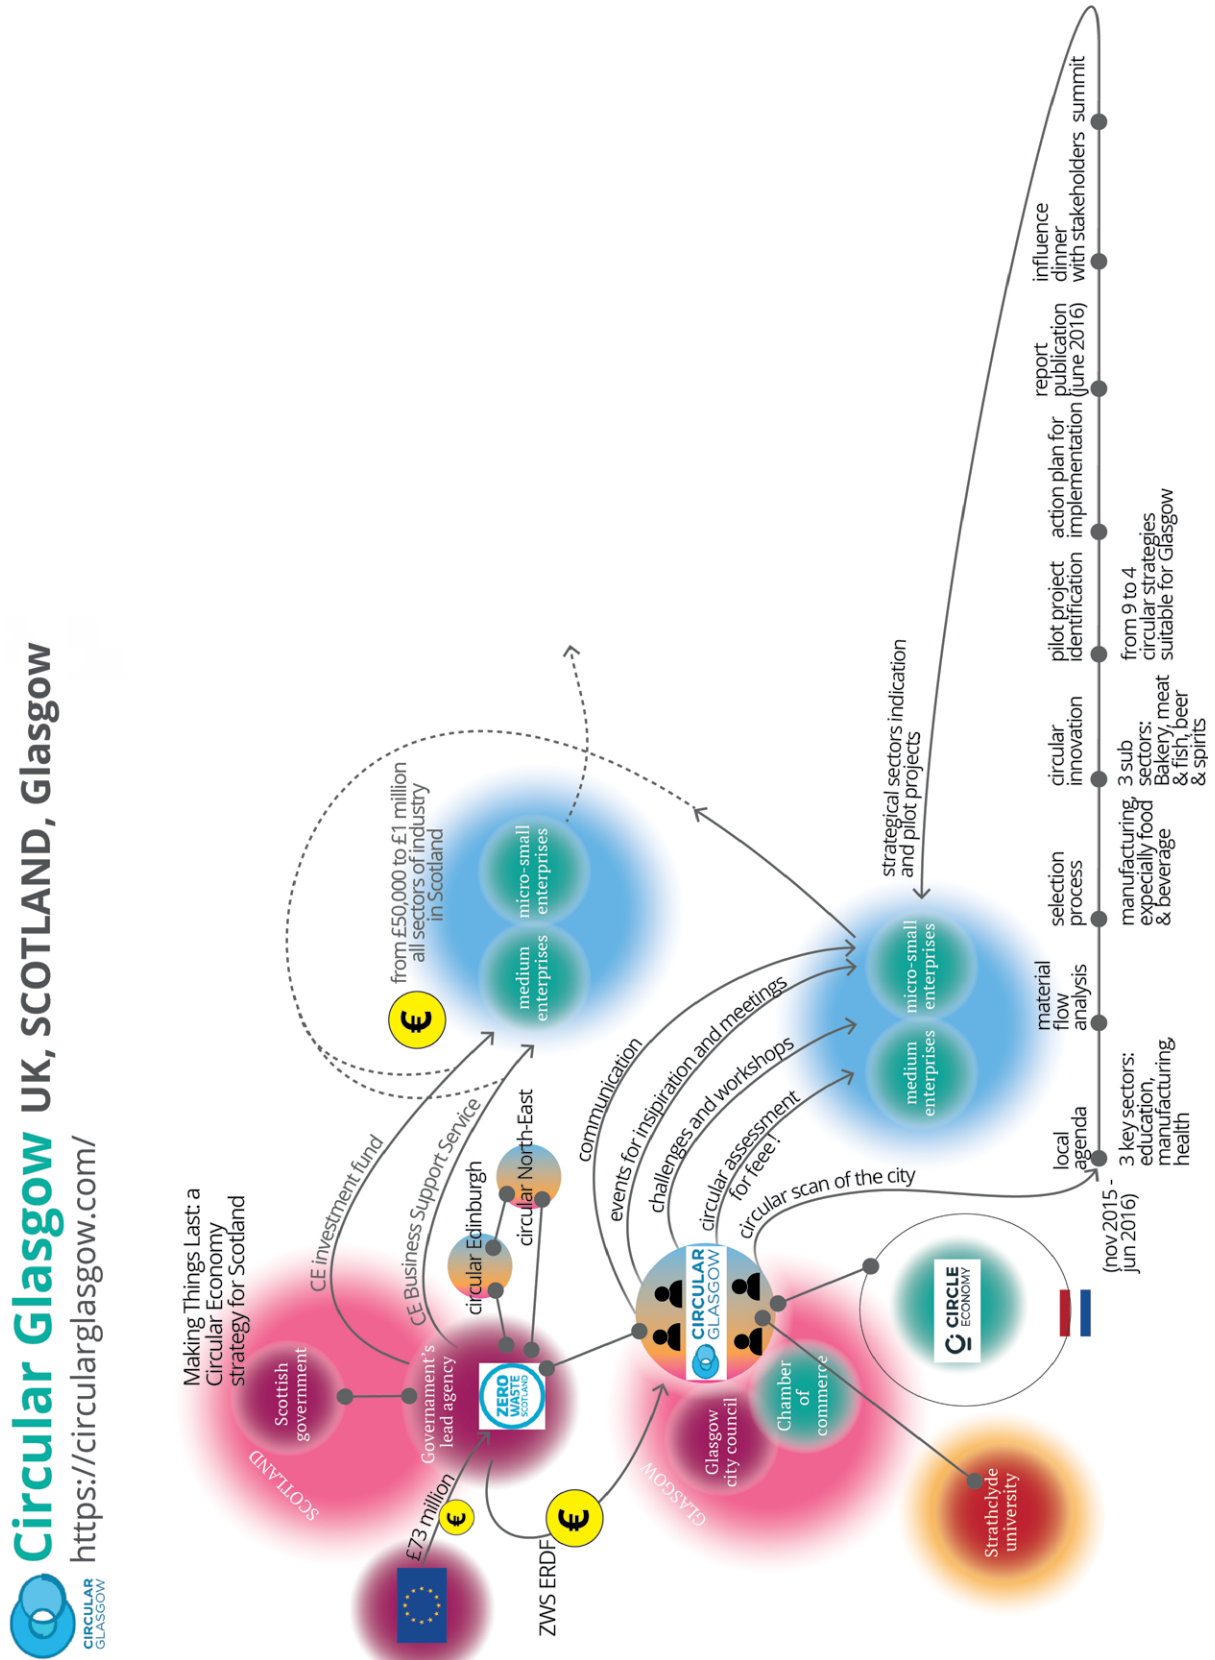 Circular Glasgow UK, SCOTLAND, Glasgow
CIRCULAR
GLASGOW
https://circularglasgow.com/
Making Things Last: a
Circular Economy
strategy for Scotland
SCOTLAND
Scottish
government
Governament's
lead agency
ZERO
WASTE
SCOTLAND
£73 million
€
ZWS ERDF
€
CE investment fund
CE Business Support Service
circular Edinburgh
circular North-East
€
from £50,000 to £1 million
all sectors of industry
in Scotland
medium
enterprises
micro-small
enterprises
GLASGOW
Glasgow
city council
Chamber
of
commerce
CIRCULAR
GLASGOW
communication
events for insipiration and meetings
challenges and workshops
circular assessment
for feee !
circular scan of the city
medium
enterprises
micro-small
enterprises
strategical sectors indication
and pilot projects
Strathclyde
university
CIRCLE
ECONOMY
(nov 2015 -
jun 2016)
local
agenda
3 key sectors:
education,
manufacturing,
health
material
flow
analysis
selection
process
manufacturing,
expecially food
& beverage
circular
innovation
3 sub
sectors:
Bakery, meat
& fish, beer
& spirits
pilot project
identification
from 9 to 4
circular strategies
suitable for Glasgow
action plan for
implementation
report
publication
(june 2016)
influence
dinner
with stakeholders
summit